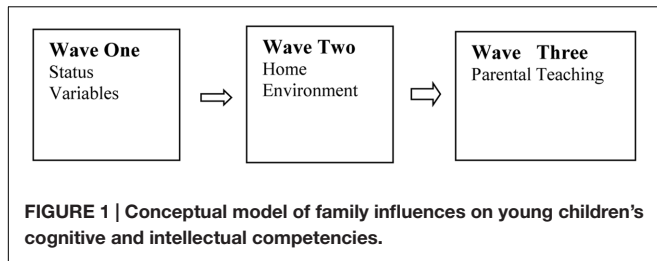 Wave One
Status
Variables
Wave Two
Home
Environment
Wave Three
Parental Teaching
FIGURE 1 | Conceptual model of family influences on young children's
cognitive and intellectual competencies.